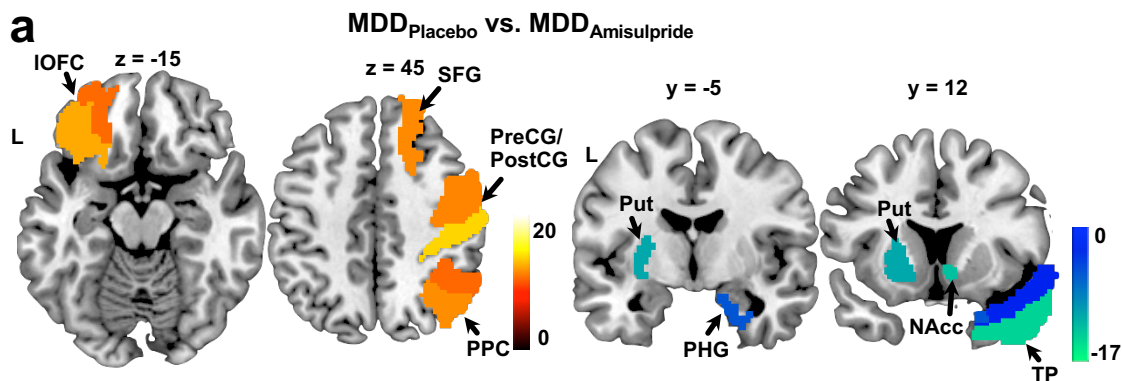 a
MDDPlacebo vs. MDDAmisulpride
lOFC
z = -15
z = 45
SFG
y = -5
y = 12
L
PreCG/
PostCG
L
Put
Put
20
0
0
-17
PPC
PHG
NAcc
TP